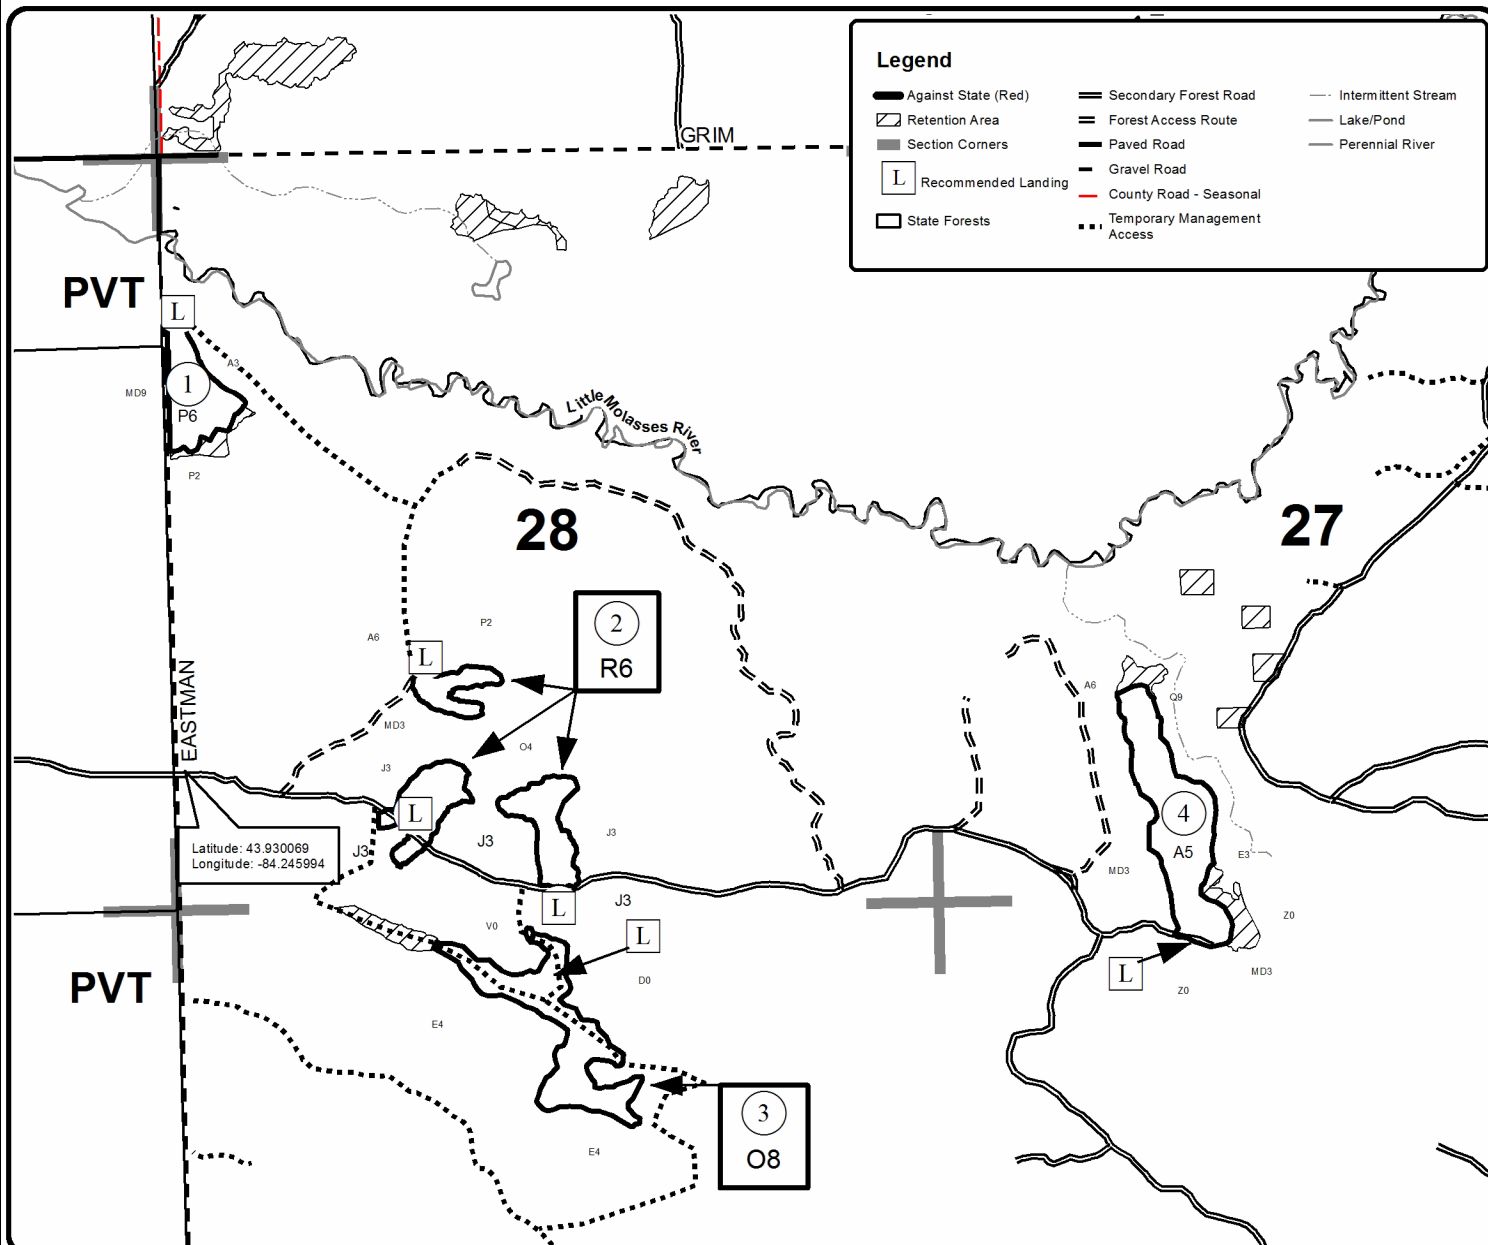 Legend
Against State (Red)
Retention Area
Section Corners
L Recommended Landing
State Forests
Secondary Forest Road
Forest Access Route
Paved Road
Gravel Road
County Road - Seasonal
Temporary Management
Access
Intermittent Stream
Lake/Pond
Perennial River
GRIM
PVT
L
A3
MD9
1
P6
P2
Little Molasses River
28
27
2
R6
P2
A6
L
EASTMAN
MD3
O4
J3
L
J3
J3
J3
Latitude: 43.930069
Longitude: -84.245994
L
J3
V0
L
D0
PVT
E4
3
O8
E4
A6
O9
4
A5
E3
MD3
Z0
L
MD3
Z0